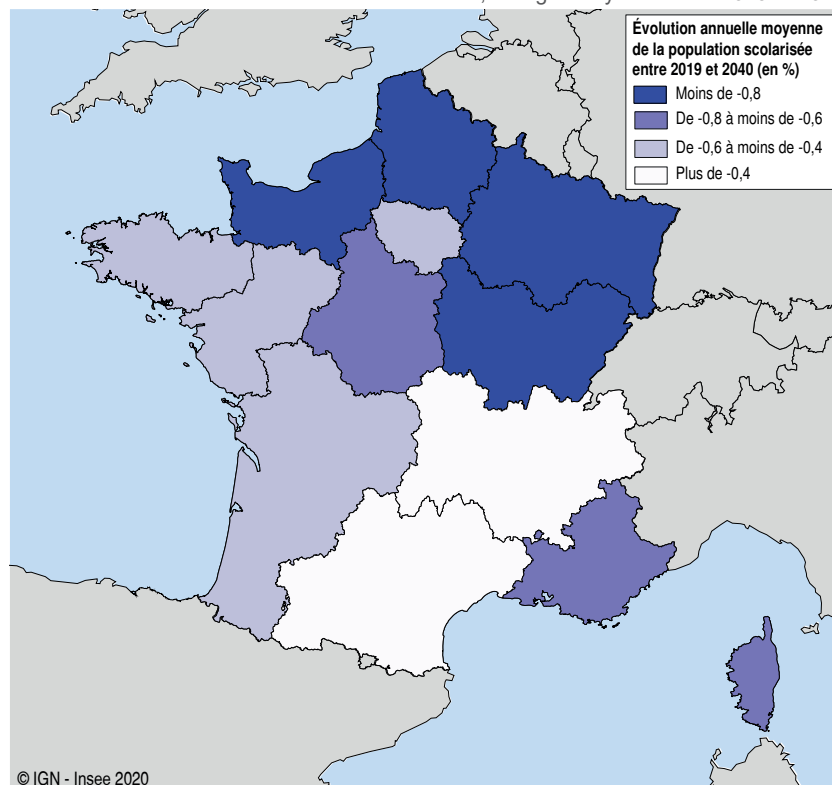 Évolution annuelle moyenne
de la population scolarisée
entre 2019 et 2040 (en %)
Moins de -0,8
De -0,8 à moins de -0,6
De -0,6 à moins de -0,4
Plus de -0,4
© IGN - Insee 2020